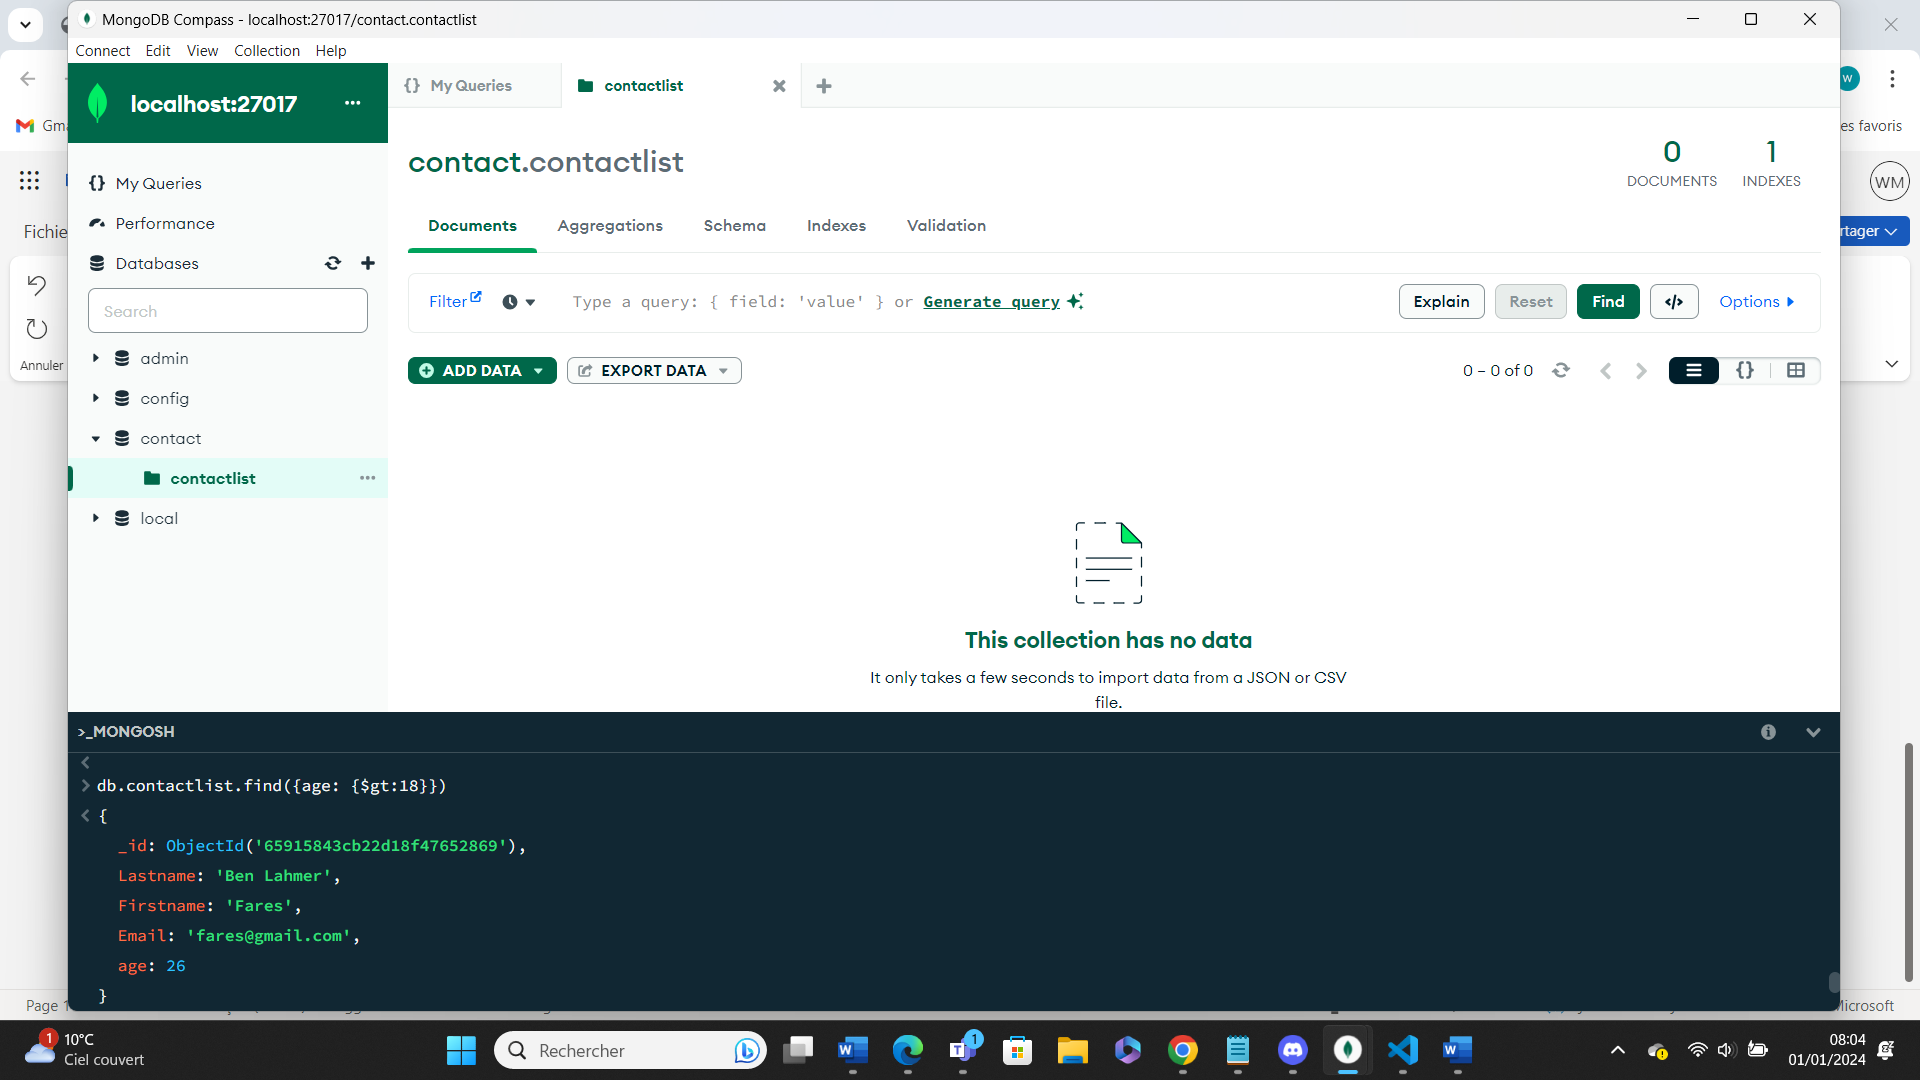 MongoDB Compass - localhost:27017/contact.contactlist
Connect Edit View Collection Help
localhost:27017
My Queries
contactlist
W
Gma
es favoris
contact.contactlist
0
DOCUMENTS
1
INDEXES
WM
My Queries
Performance
Databases
Search
admin
config
contact
contactlist
local
Fichie
rtager
Annuler
Documents Aggregations Schema Indexes Validation
Filter
Type a query: { field: 'value' } or Generate query
Explain
Reset
Find
</>
Options
ADD DATA
EXPORT DATA
0 – 0 of 0
{}
This collection has no data
It only takes a few seconds to import data from a JSON or CSV
file.
>_MONGOSH
db.contactlist.find({age: {$gt:18}})
{
_id: ObjectId('65915843cb22d18f47652869'),
Lastname: 'Ben Lahmer',
Firstname: 'Fares',
Email: 'fares@gmail.com',
age: 26
}
Page 1
Microsoft
1
10°C
Ciel couvert
Rechercher
1
08:04
01/01/2024